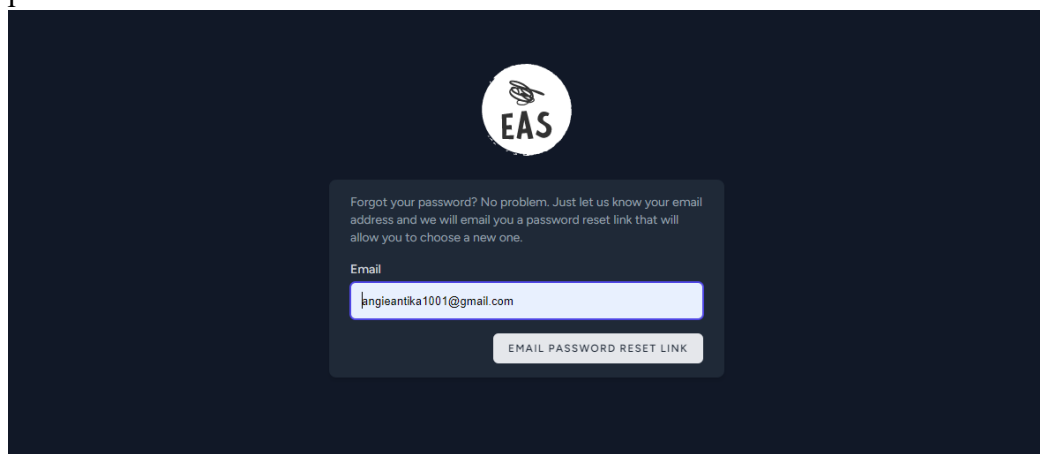 EAS
Forgot your password? No problem. Just let us know your email
address and we will email you a password reset link that will
allow you to choose a new one.
Email
angieantika1001@gmail.com
EMAIL PASSWORD RESET LINK